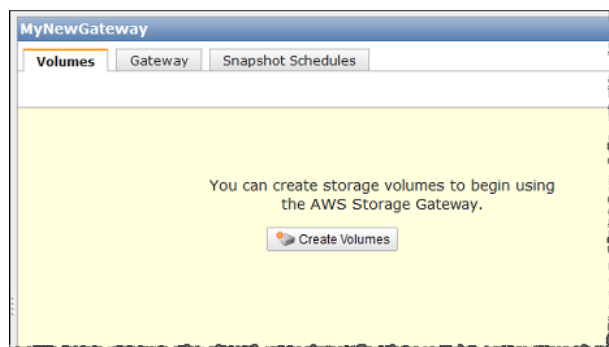 MyNewGateway
Volumes Gateway Snapshot Schedules
You can create storage volumes to begin using
the AWS Storage Gateway.
Create Volumes